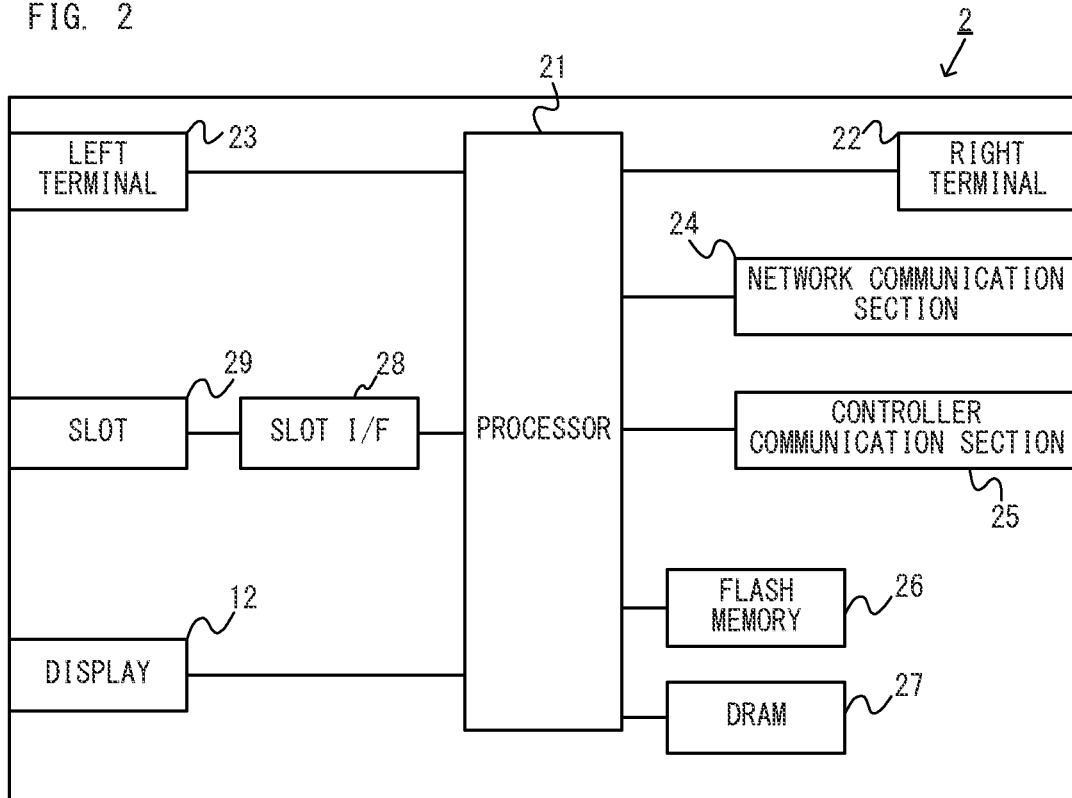 FIG. 2
2
21
23
LEFT
TERMINAL
22
RIGHT
TERMINAL
24
NETWORK COMMUNICATION
SECTION
29
SLOT
28
SLOT I/F
PROCESSOR
CONTROLLER
COMMUNICATION SECTION
25
12
DISPLAY
FLASH
MEMORY
26
DRAM
27